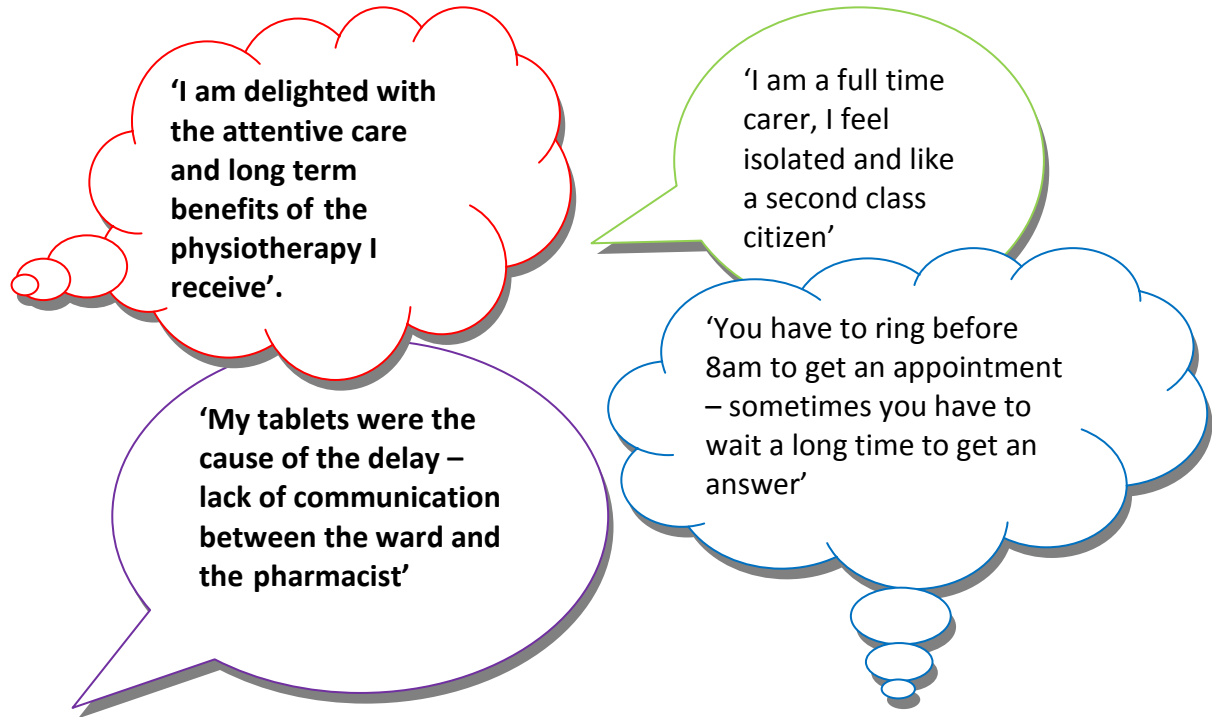 ‘I am delighted with
the attentive care
and long term
benefits of the
physiotherapy I
receive’.
‘I am a full time
carer, I feel
isolated and like
a second class
citizen’
‘You have to ring before
8am to get an appointment
– sometimes you have to
wait a long time to get an
answer’
‘My tablets were the
cause of the delay –
lack of communication
between the ward and
the pharmacist’